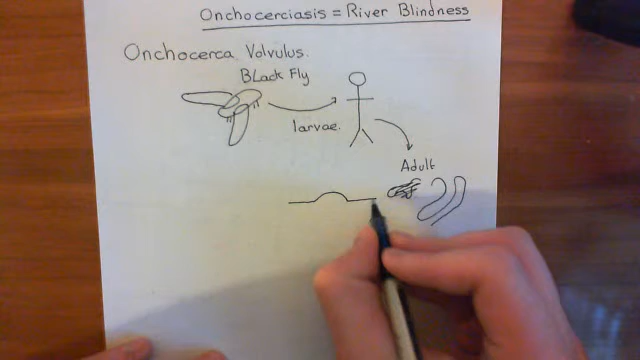 Onchocerciasis = River Blindness
Onchocerca Volvulus.
Black Fly
larvae.
Adult